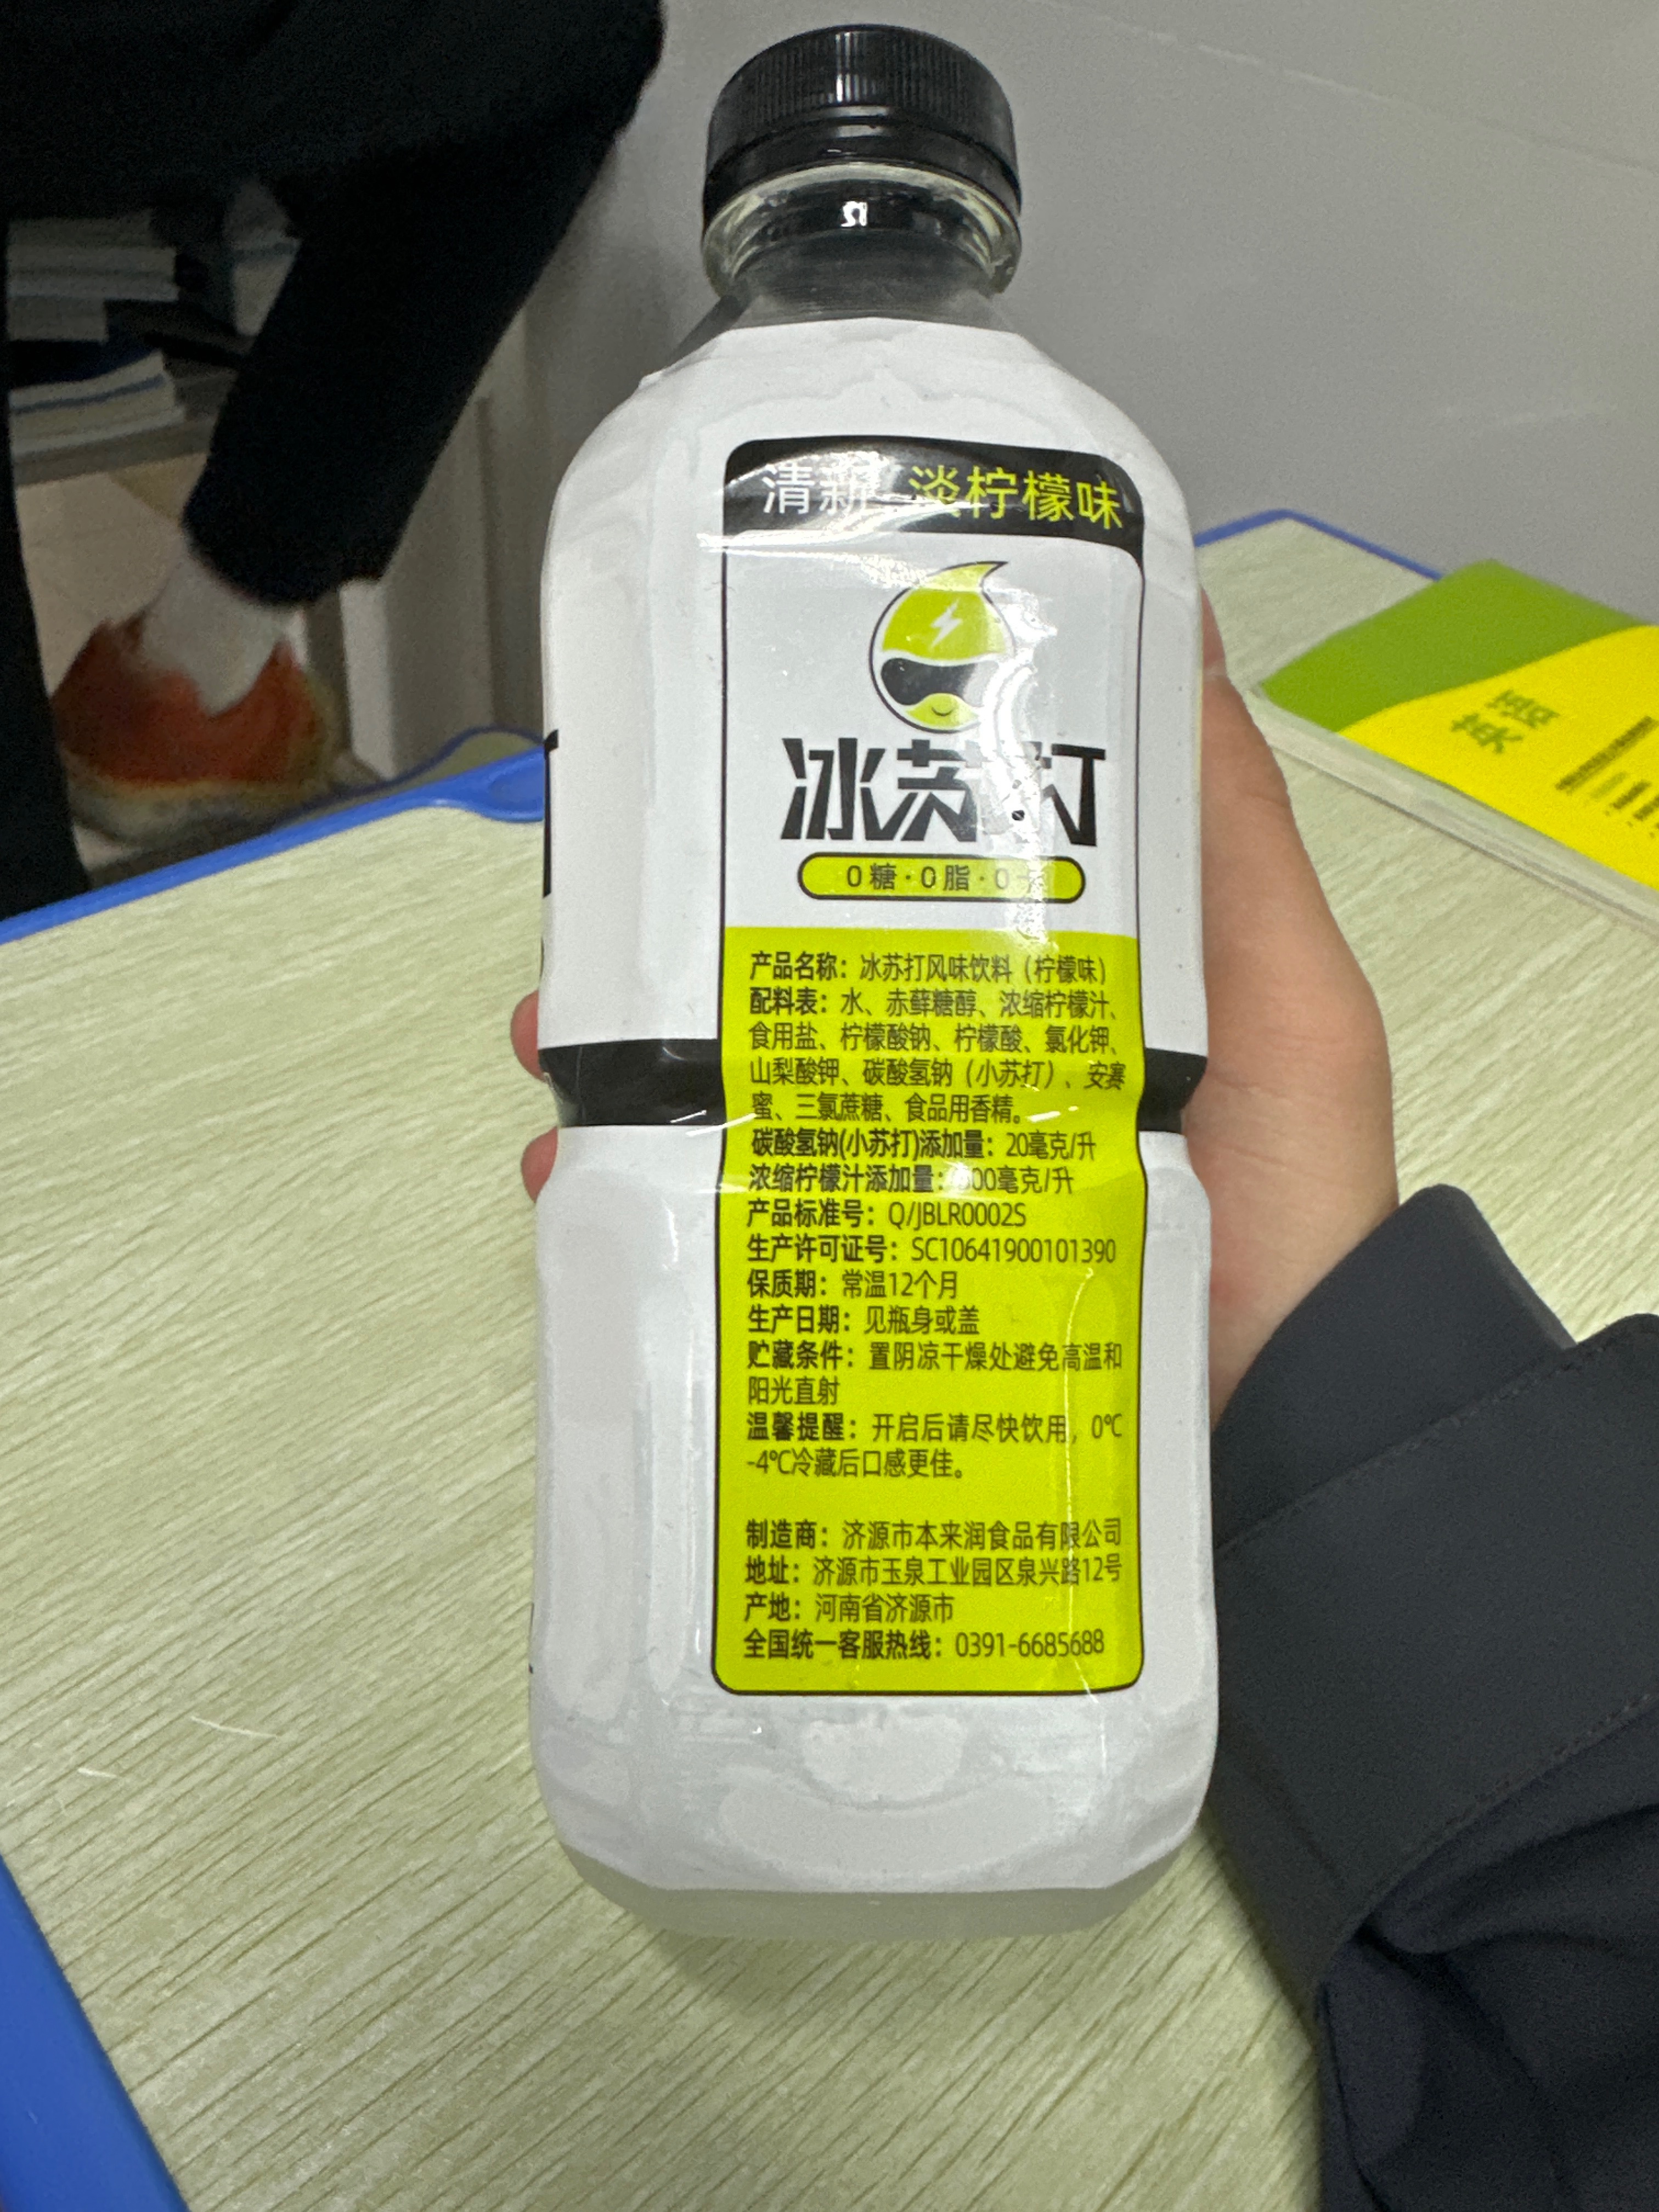 清新 淡柠檬味
冰苏打
0糖·0脂·0卡
产品名称：冰苏打风味饮料（柠檬味）
配料表：水、赤藓糖醇、浓缩柠檬汁、
食用盐、柠檬酸钠、柠檬酸、氯化钾、
山梨酸钾、碳酸氢钠（小苏打）、安赛
蜜、三氯蔗糖、食品用香精。
碳酸氢钠(小苏打)添加量：20毫克/升
浓缩柠檬汁添加量：
产品标准号：Q/JBLR0002S
生产许可证号：SC10641900101390
保质期：常温12个月
生产日期：见瓶身或盖
贮藏条件：置阴凉干燥处避免高温和
阳光直射
温馨提醒：开启后请尽快饮用，0℃
-4℃冷藏后口感更佳。
制造商：济源市本来润食品有限公司
地址：济源市玉泉工业园区泉兴路12号
产地：河南省济源市
全国统一客服热线：0391-6685688
英语